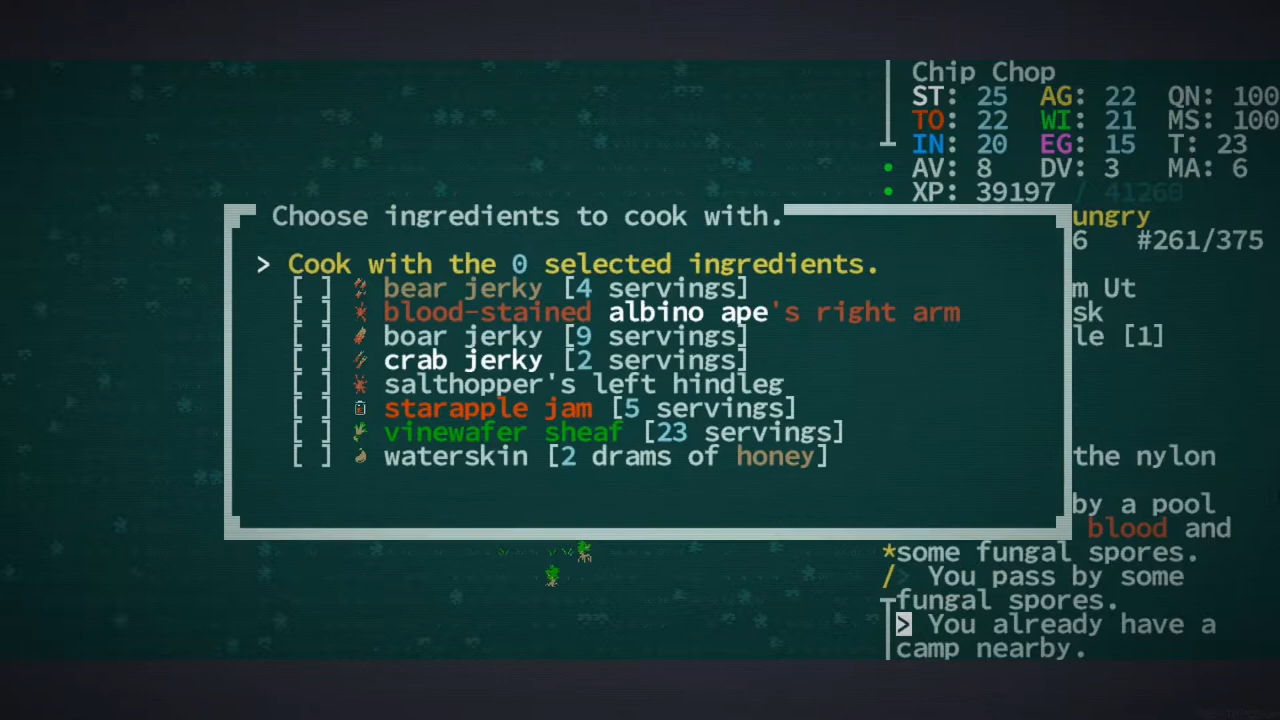 Chip Chop
ST: 25 AG: 22 QN: 100
TO: 22 WI: 21 MS: 100
IN: 20 EG: 15 T: 23
AV: 8 DV: 3 MA: 6
XP: 39197 / 41260
Choose ingredients to cook with.
ungry
6 #261/375
> Cook with the 0 selected ingredients.
[ ] bear jerky [4 servings]
m Ut
[ ] blood-stained albino ape's right arm
sk
[ ] boar jerky [9 servings]
le [1]
[ ] crab jerky [2 servings]
[ ] salthopper's left hindleg
[ ] starapple jam [5 servings]
[ ] vinewafer sheaf [23 servings]
[ ] waterskin [2 drams of honey]
the nylon
by a pool
blood and
*some fungal spores.
/> You pass by some
fungal spores.
> You already have a
camp nearby.